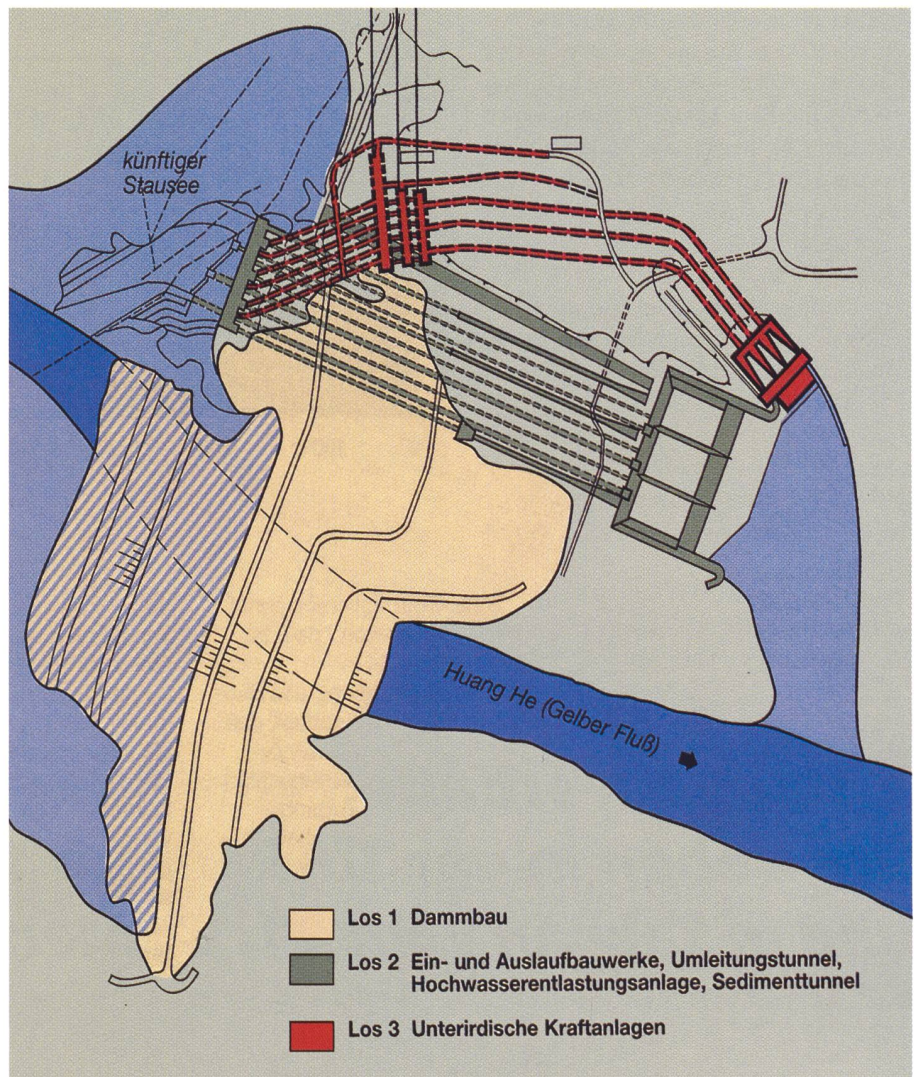 künftiger
Stausee
Huang He (Gelber Fluß)
Los 1 Dammbau
Los 2 Ein- und Auslaufbauwerke, Umleitungstunnel,
Hochwasserentlastungsanlage, Sedimenttunnel
Los 3 Unterirdische Kraftanlagen